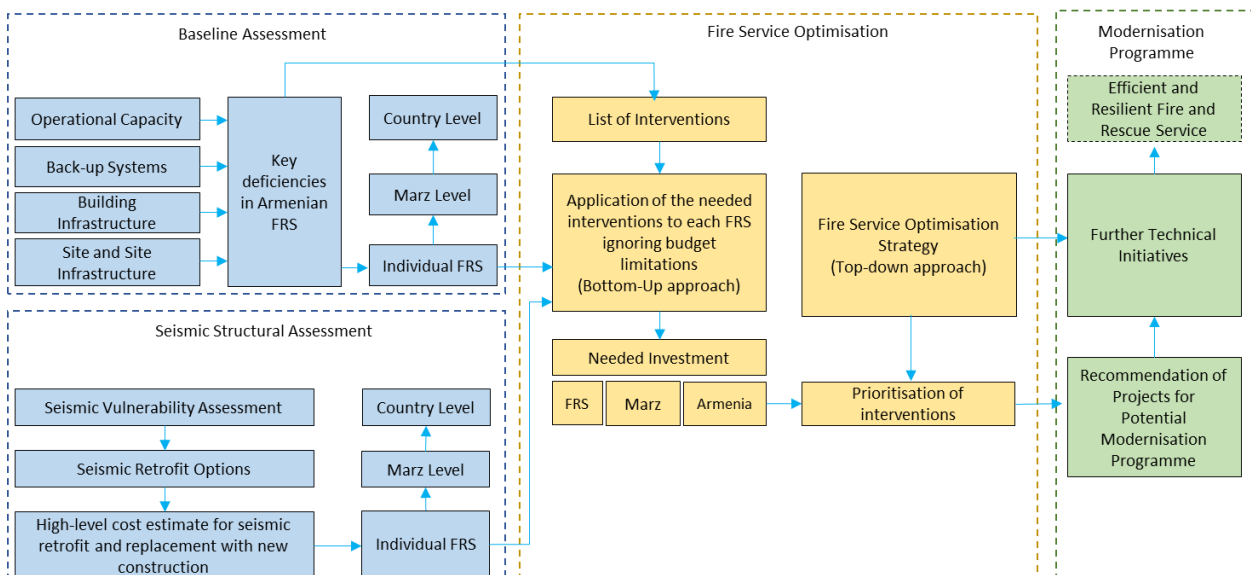 Baseline Assessment
Operational Capacity
Back-up Systems
Building
Infrastructure
Site and Site
Infrastructure
Key
deficiencies
in Armenian
FRS
Country Level
Marz Level
Individual FRS
Seismic Structural Assessment
Seismic Vulnerability Assessment
Seismic Retrofit Options
High-level cost estimate for seismic
retrofit and replacement with new
construction
Country Level
Marz Level
Individual FRS
Fire Service Optimisation
List of Interventions
Application of the needed
interventions to each FRS
ignoring budget
limitations
(Bottom-Up approach)
Needed Investment
FRS
Marz
Armenia
Fire Service Optimisation
Strategy
(Top-down approach)
Prioritisation of
interventions
Modernisation
Programme
Efficient and
Resilient Fire and
Rescue Service
Further Technical
Initiatives
Recommendation of
Projects for
Potential
Modernisation
Programme